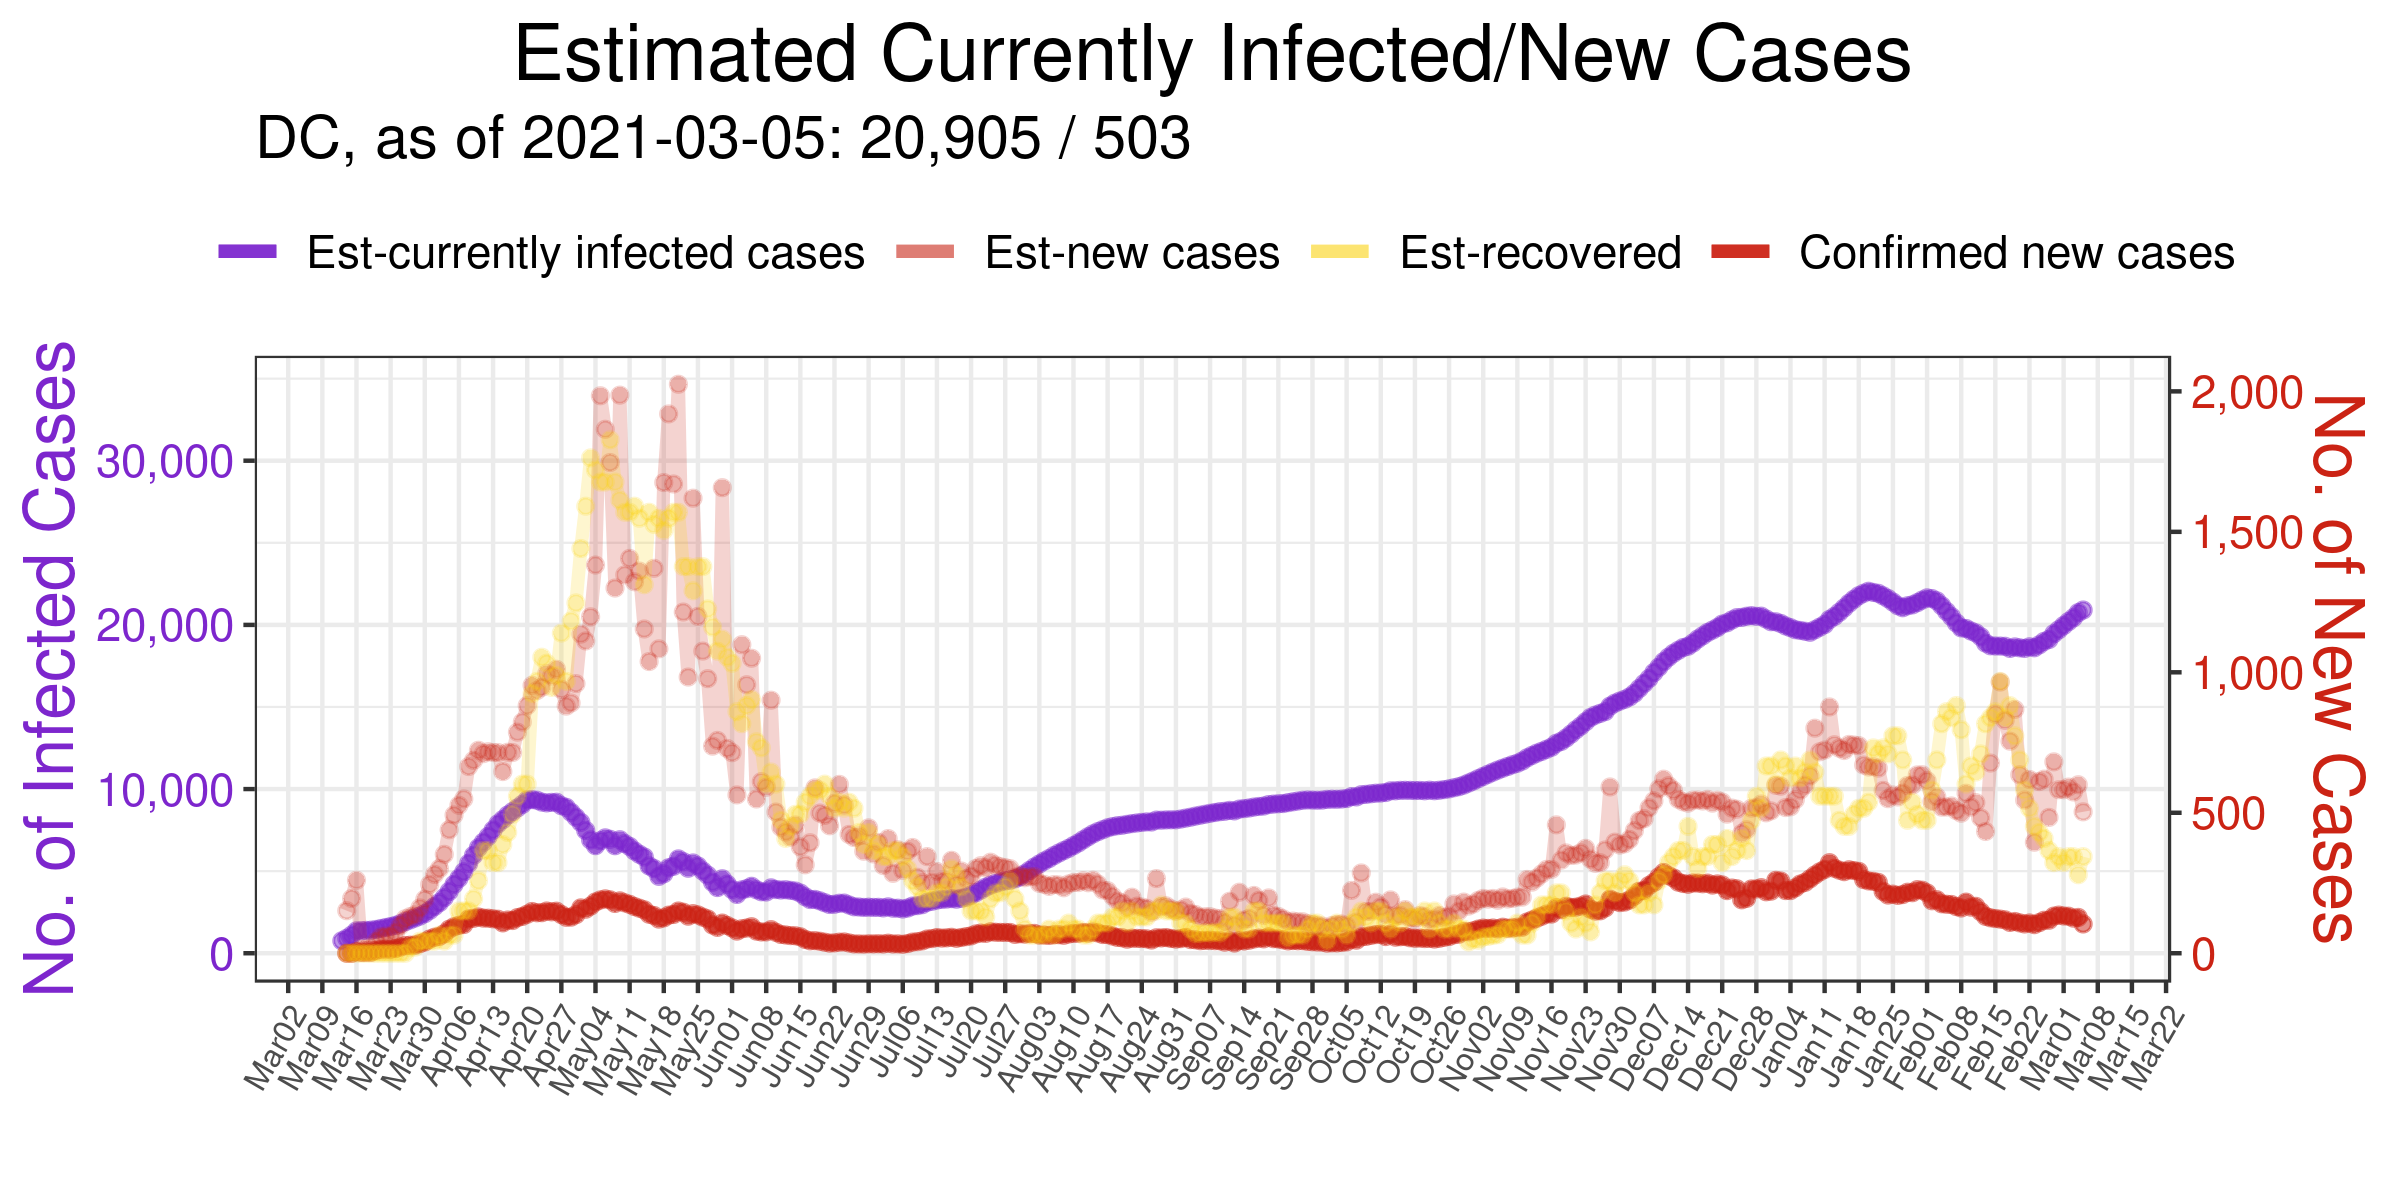 Estimated Currently Infected/New Cases
DC, as of 2021-03-05: 20,905 / 503
Est-currently infected cases Est-new cases Est-recovered Confirmed new cases
No. of Infected Cases
30,000
20,000
10,000
0
2,000
1,500
1,000
500
0
No. of New Cases
Mar02 Mar09 Mar16 Mar23 Mar30 Apr06 Apr13 Apr20 Apr27 May04 May11 May18 May25 Jun01 Jun08 Jun15 Jun22 Jun29 Jul06 Jul13 Jul20 Jul27 Aug03 Aug10 Aug17 Aug24 Aug31 Sep07 Sep14 Sep21 Sep28 Oct05 Oct12 Oct19 Oct26 Nov02 Nov09 Nov16 Nov23 Nov30 Dec07 Dec14 Dec21 Dec28 Jan04 Jan11 Jan18 Jan25 Feb01 Feb08 Feb15 Feb22 Mar01 Mar08 Mar15 Mar22